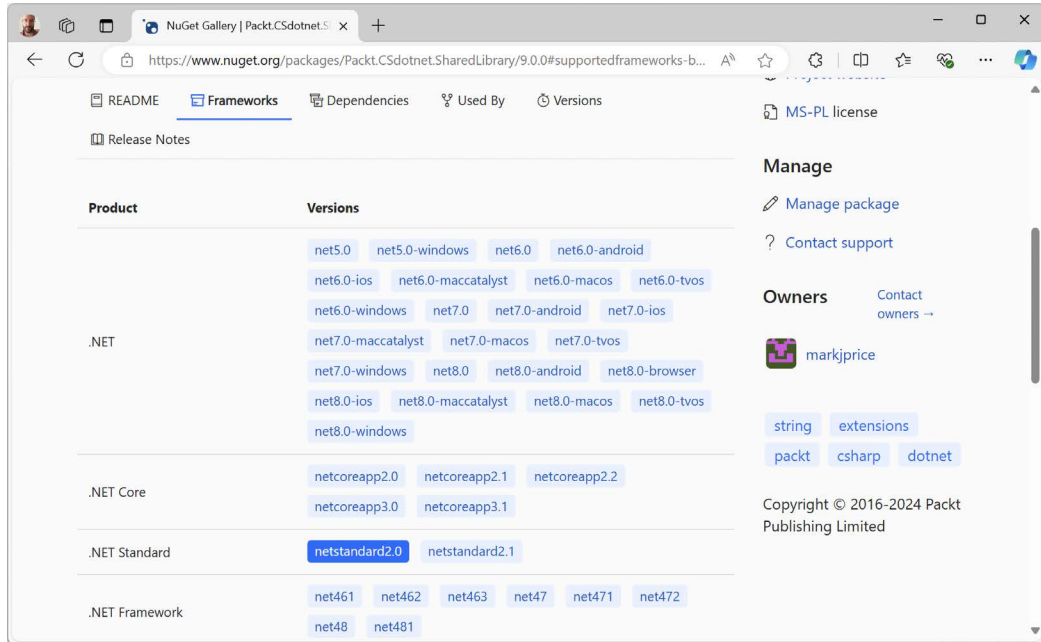 NuGet Gallery | Packt.CSdotnet.S
https://www.nuget.org/packages/Packt.CSdotnet.SharedLibrary/9.0.0#supportedframeworks-b...
README Frameworks Dependencies Used By Versions
Release Notes
Product Versions
.NET
net5.0 net5.0-windows net6.0 net6.0-android
net6.0-ios net6.0-maccatalyst net6.0-macos net6.0-tvos
net6.0-windows net7.0 net7.0-android net7.0-ios
net7.0-maccatalyst net7.0-macos net7.0-tvos
net7.0-windows net8.0 net8.0-android net8.0-browser
net8.0-ios net8.0-maccatalyst net8.0-macos net8.0-tvos
net8.0-windows
.NET Core
netcoreapp2.0 netcoreapp2.1 netcoreapp2.2
netcoreapp3.0 netcoreapp3.1
.NET Standard netstandard2.0 netstandard2.1
.NET Framework
net461 net462 net463 net47 net471 net472
net48 net481
Project website
MS-PL license
Manage
Manage package
? Contact support
Owners
Contact
owners →
markjprice
string extensions
packt csharp dotnet
Copyright © 2016-2024 Packt
Publishing Limited